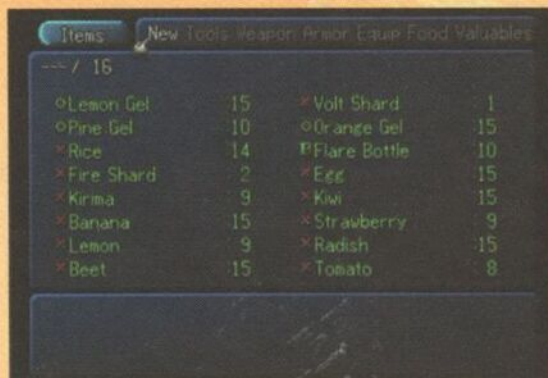 Items New Tools Weapon Armor Equip Food Valuables
---/ 16
Lemon Gel 15 Volt Shard 1
Pine Gel 10 Orange Gel 15
Rice 14 Flare Bottle 10
Fire Shard 2 Egg 15
Kirima 9 Kiwi 15
Banana 15 Strawberry 9
Lemon 9 Radish 15
Beet 15 Tomato 8